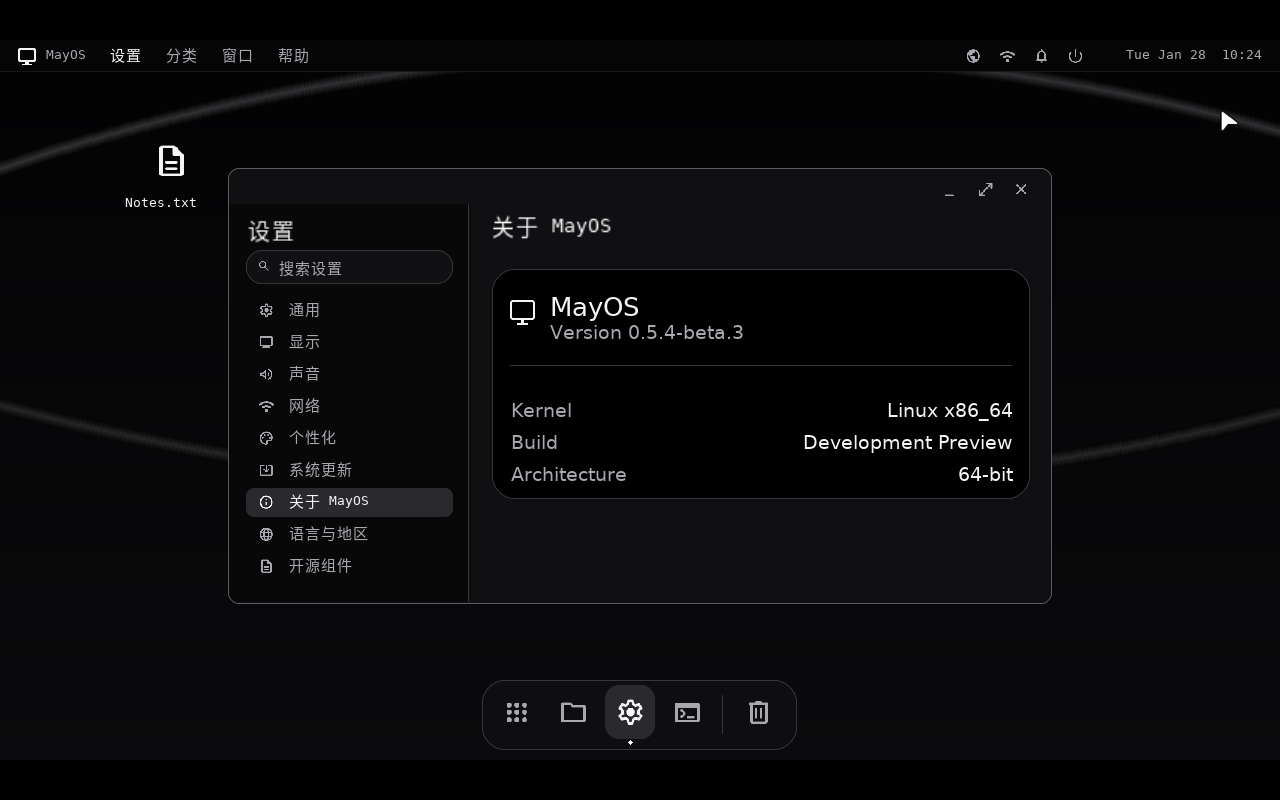 MayOS 设置 分类 窗口 帮助 Tue Jan 28 10:24
Notes.txt
设置
搜索设置
通用
显示
声音
网络
个性化
系统更新
关于 MayOS
语言与地区
开源组件
关于 MayOS
MayOS
Version 0.5.4-beta.3
Kernel Linux x86_64
Build Development Preview
Architecture 64-bit